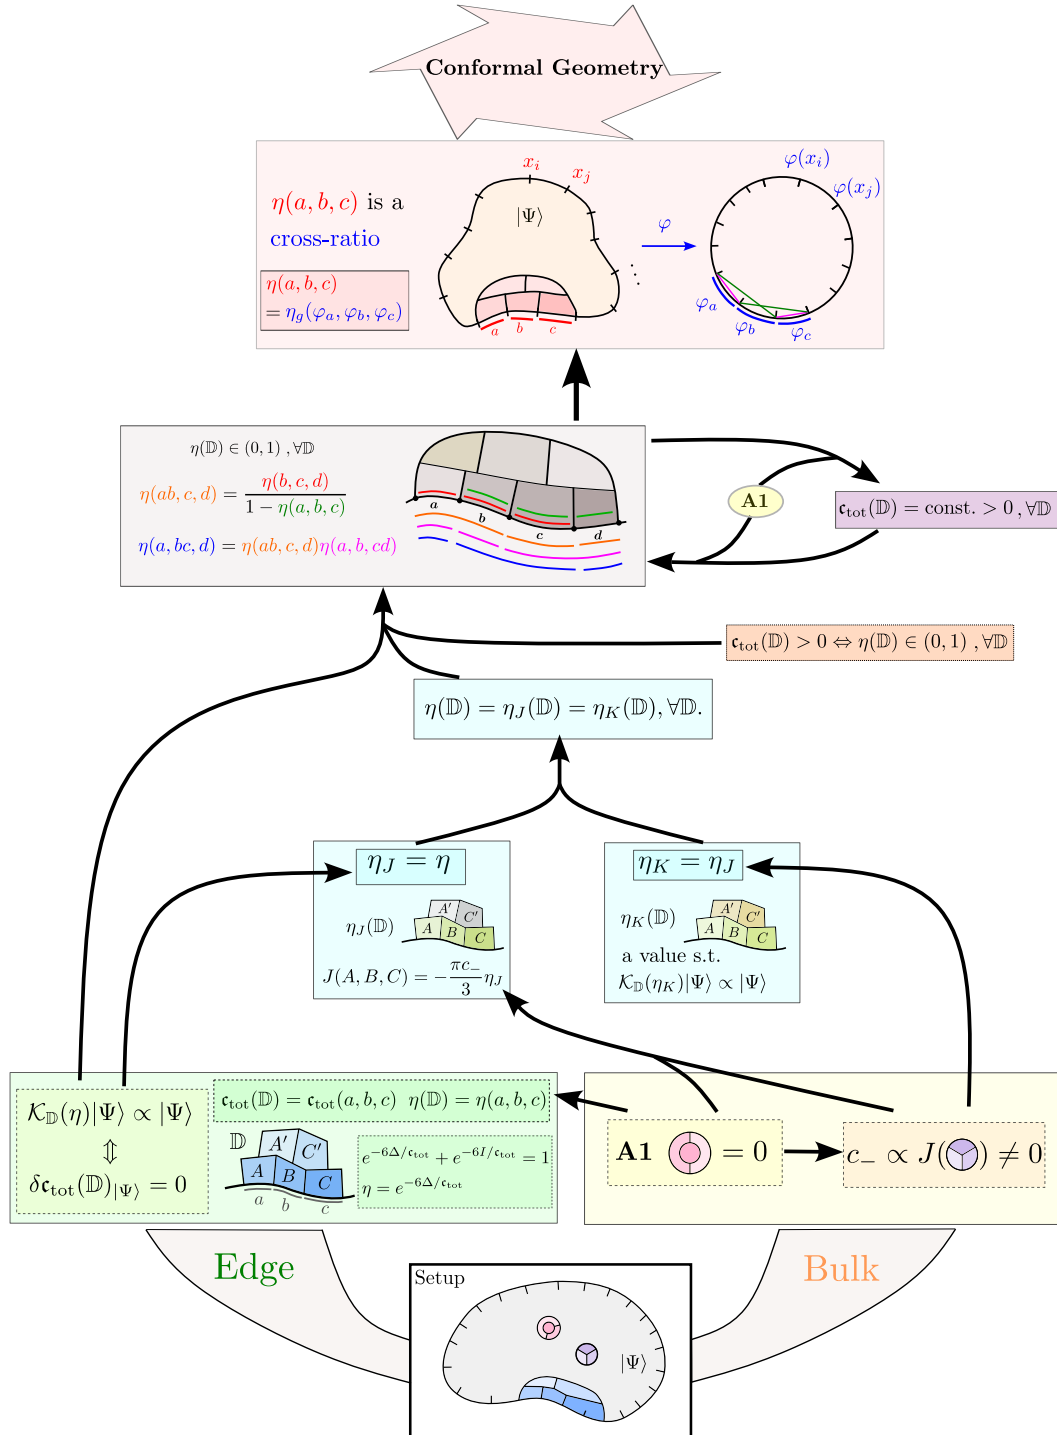 Conformal Geometry
η(a, b, c) is a
cross-ratio
η(a, b, c)
= η_g(φ_a, φ_b, φ_c)
x_i
x_j
|Ψ⟩
a b c
φ
⋱
φ(x_i)
φ(x_j)
φ_a
φ_b
φ_c
η(𝔻) ∈ (0, 1) , ∀𝔻
η(ab, c, d) = η(b, c, d) / (1 − η(a, b, c))
η(a, bc, d) = η(ab, c, d)η(a, b, cd)
a b c d
A1
𝔠_tot(𝔻) = const. > 0 , ∀𝔻
𝔠_tot(𝔻) > 0 ⇔ η(𝔻) ∈ (0, 1) , ∀𝔻
η(𝔻) = η_J(𝔻) = η_K(𝔻), ∀𝔻.
η_J = η
η_J(𝔻)
A' C'
A B C
J(A, B, C) = −(πc_−/3) η_J
η_K = η_J
η_K(𝔻)
A' C'
A B C
a value s.t.
𝒦_𝔻(η_K)|Ψ⟩ ∝ |Ψ⟩
𝒦_𝔻(η)|Ψ⟩ ∝ |Ψ⟩
⇕
δ𝔠_tot(𝔻)_|Ψ⟩ = 0
𝔠_tot(𝔻) = 𝔠_tot(a, b, c) η(𝔻) = η(a, b, c)
𝔻
A' C'
A B C
a b c
e^{−6Δ/𝔠_tot} + e^{−6I/𝔠_tot} = 1
η = e^{−6Δ/𝔠_tot}
A1 = 0
c_− ∝ J( ) ≠ 0
Edge
Bulk
Setup
|Ψ⟩